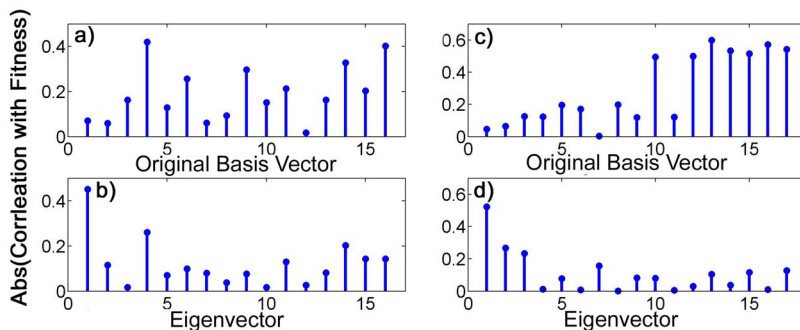 Abs(Corrleation with Fitness)
a)
0.4
0.2
0
0 5 10 15
Original Basis Vector
b)
0.4
0.2
0
0 5 10 15
Eigenvector
c)
0.6
0.4
0.2
0
0 5 10 15
Original Basis Vector
d)
0.6
0.4
0.2
0
0 5 10 15
Eigenvector